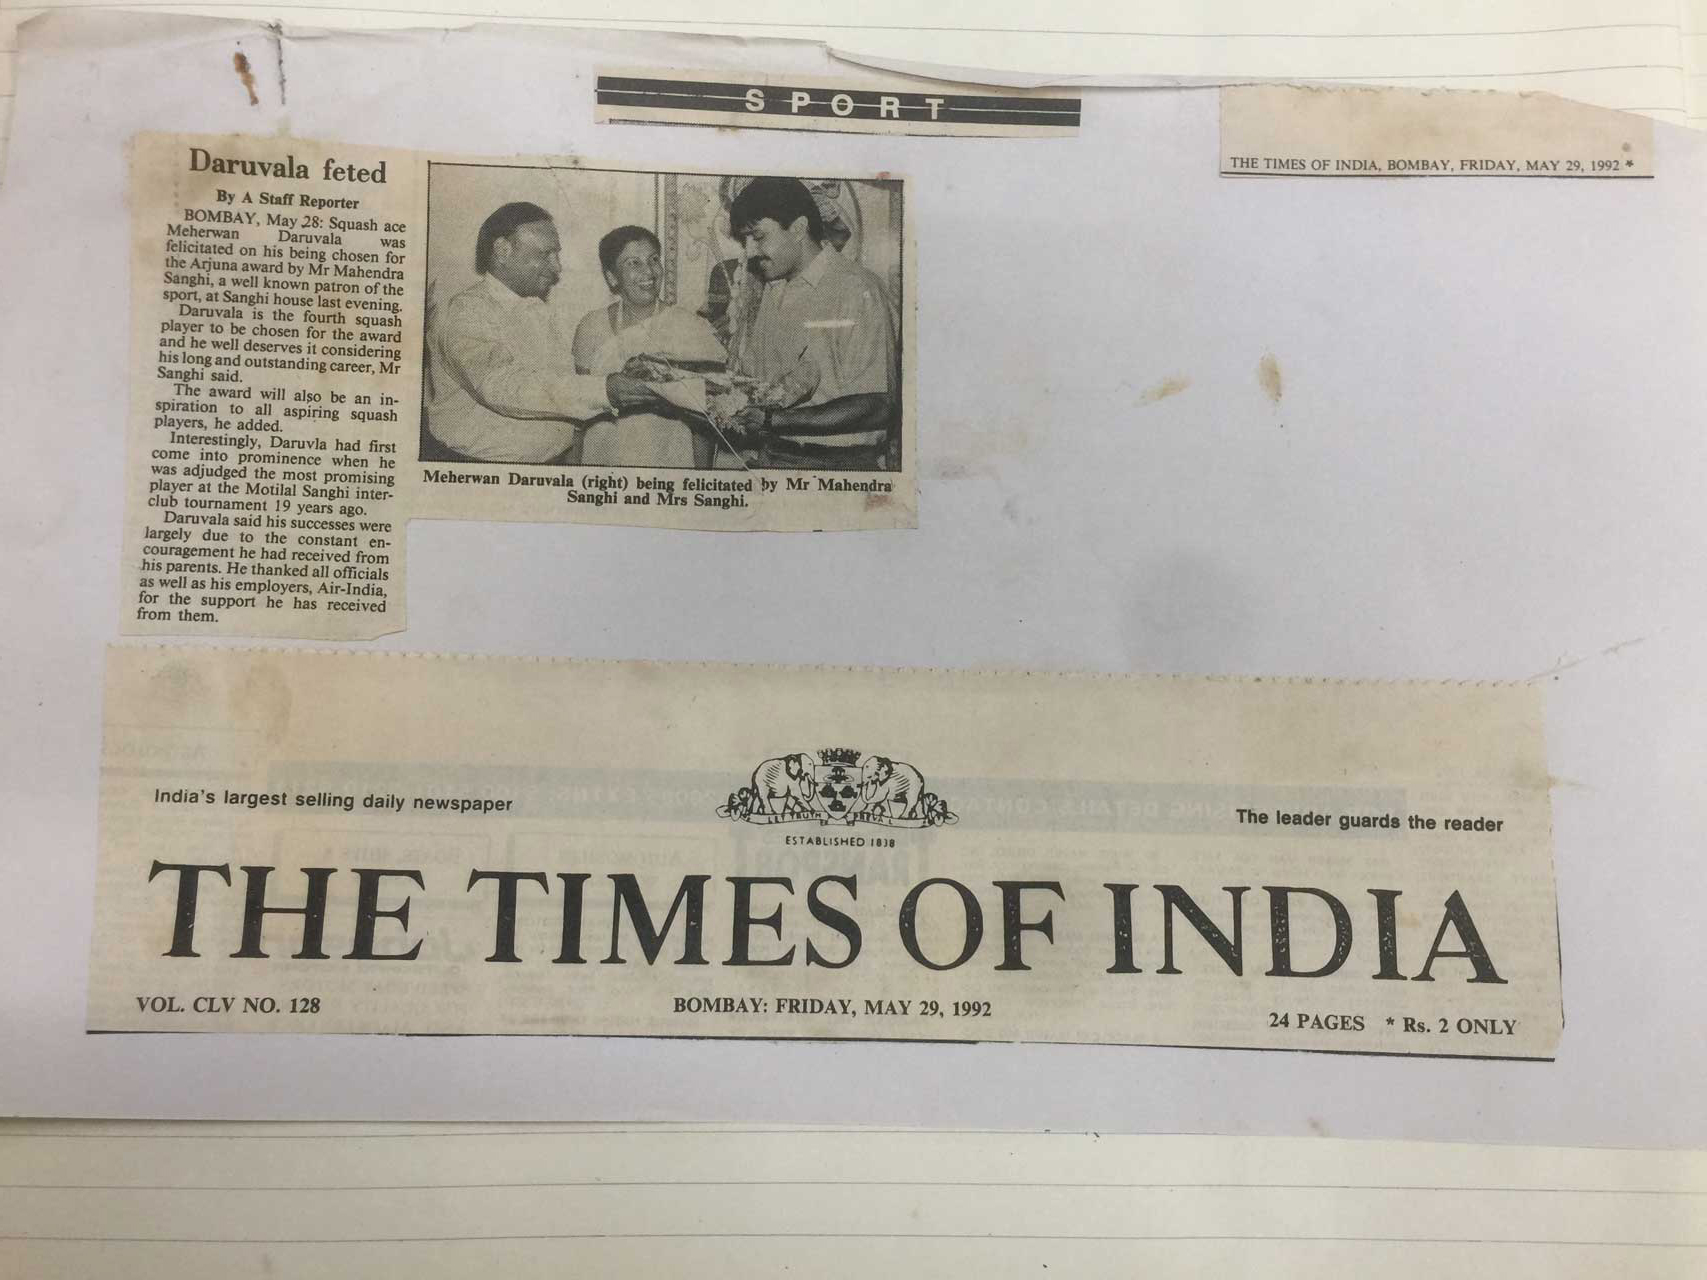 SPORT
THE TIMES OF INDIA, BOMBAY, FRIDAY, MAY 29, 1992 *
Daruvala feted
By A Staff Reporter
BOMBAY, May 28: Squash ace
Meherwan Daruvala was
felicitated on his being chosen for
the Arjuna award by Mr Mahendra
Sanghi, a well known patron of the
sport, at Sanghi house last evening.
Daruvala is the fourth squash
player to be chosen for the award
and he well deserves it considering
his long and outstanding career, Mr
Sanghi said.
The award will also be an in-
spiration to all aspiring squash
players, he added.
Interestingly, Daruvla had first
come into prominence when he
was adjudged the most promising
player at the Motilal Sanghi inter-
club tournament 19 years ago.
Daruvala said his successes were
largely due to the constant en-
couragement he had received from
his parents. He thanked all officials
as well as his employers, Air-India,
for the support he has received
from them.
Meherwan Daruvala (right) being felicitated by Mr Mahendra
Sanghi and Mrs Sanghi.
India's largest selling daily newspaper
LET TRUTH PREVAIL
ESTABLISHED 1838
The leader guards the reader
THE TIMES OF INDIA
VOL. CLV NO. 128
BOMBAY: FRIDAY, MAY 29, 1992
24 PAGES * Rs. 2 ONLY